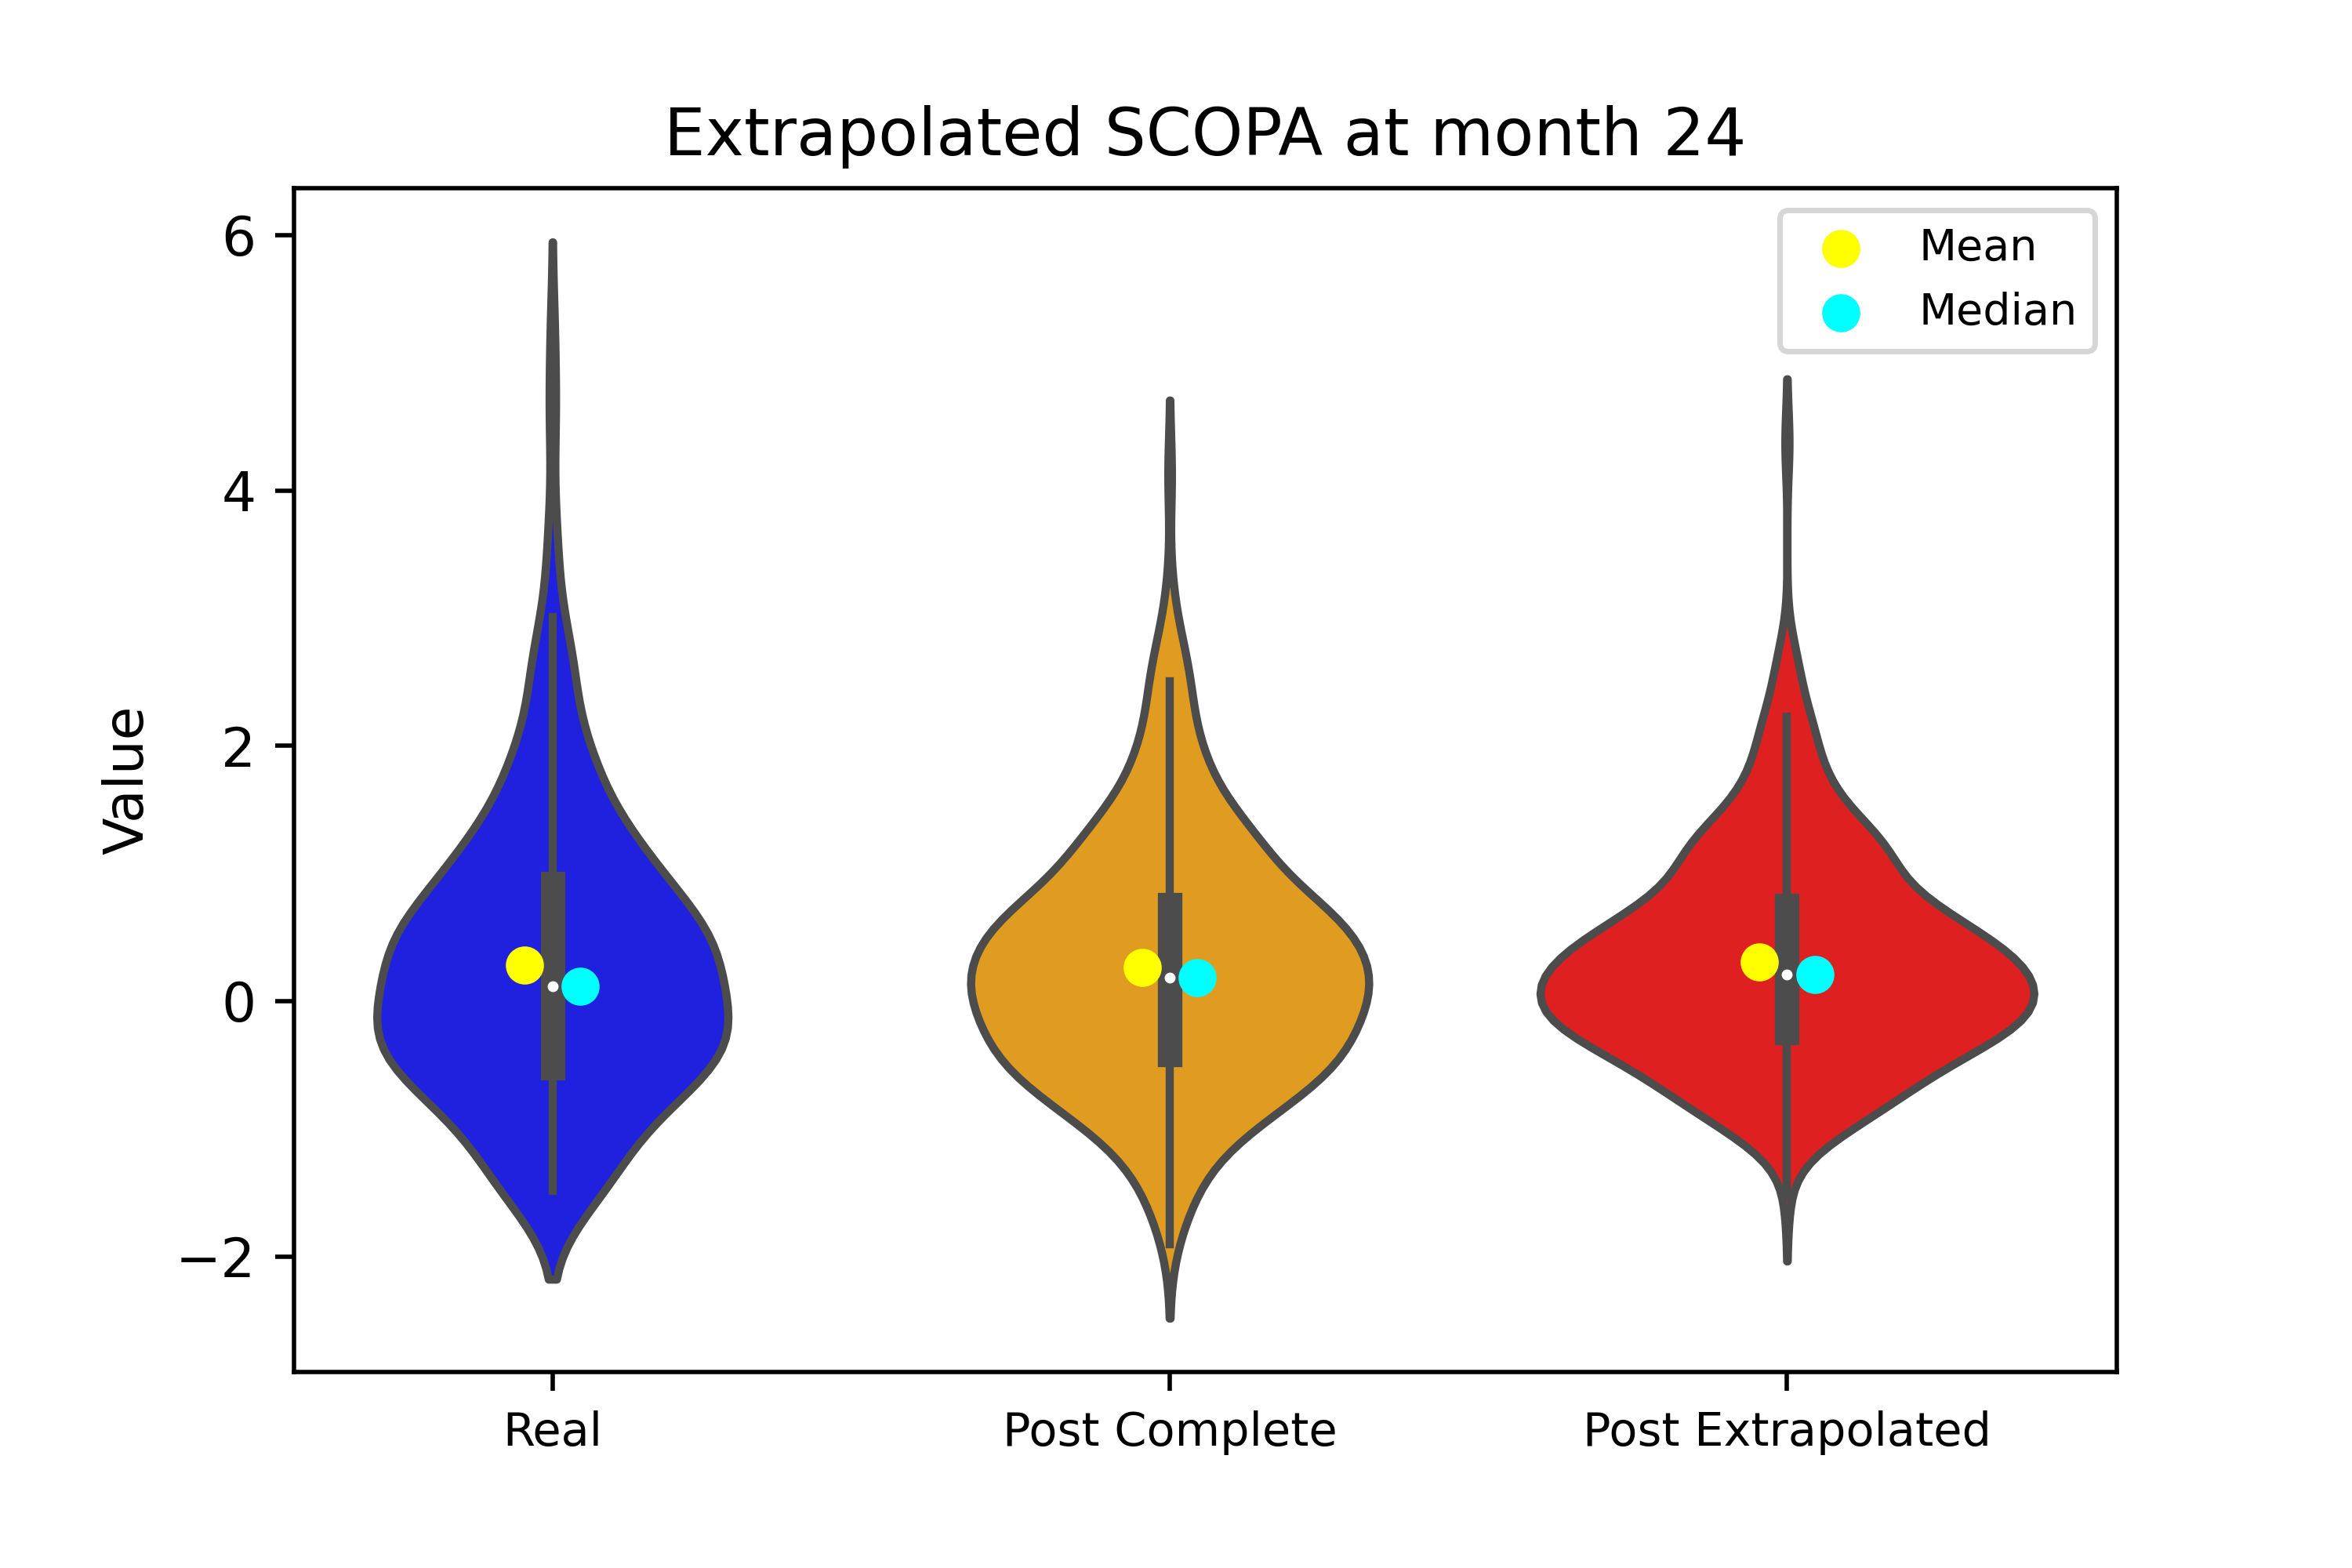 Extrapolated SCOPA at month 24
Mean
Median
Value
6
4
2
0
−2
Real
Post Complete
Post Extrapolated